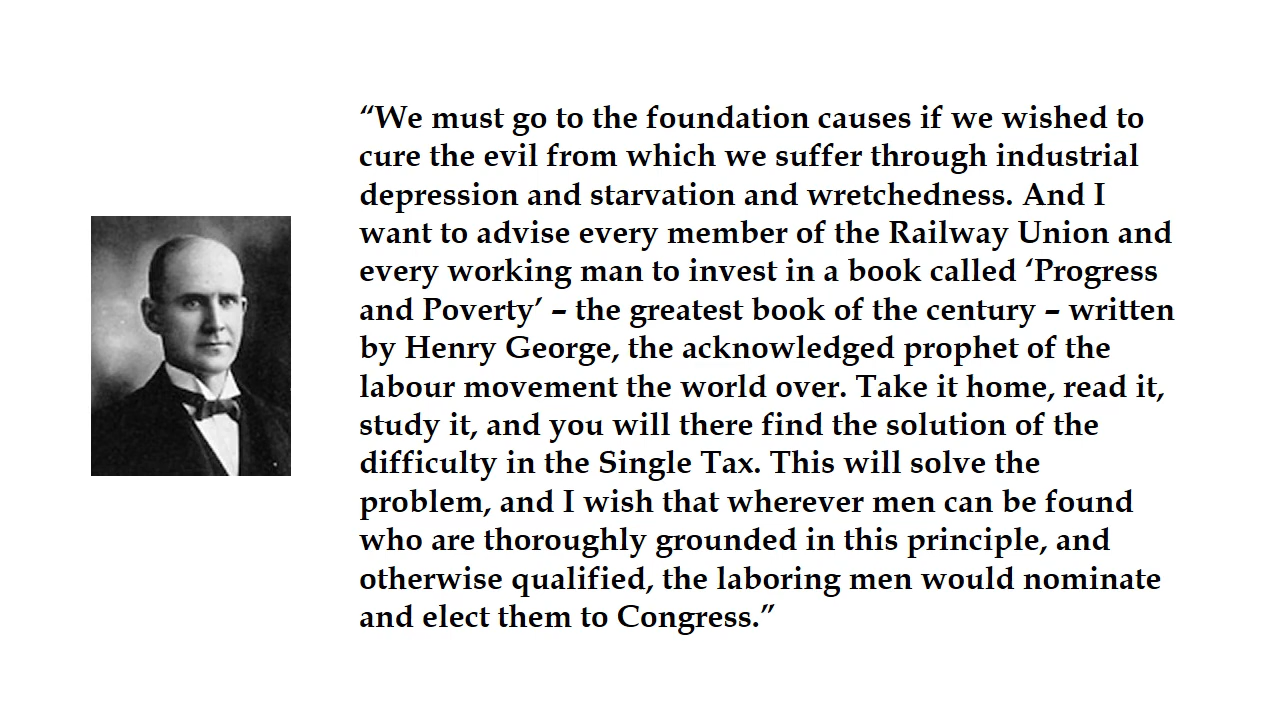 “We must go to the foundation causes if we wished to
cure the evil from which we suffer through industrial
depression and starvation and wretchedness. And I
want to advise every member of the Railway Union and
every working man to invest in a book called ‘Progress
and Poverty’ – the greatest book of the century – written
by Henry George, the acknowledged prophet of the
labour movement the world over. Take it home, read it,
study it, and you will there find the solution of the
difficulty in the Single Tax. This will solve the
problem, and I wish that wherever men can be found
who are thoroughly grounded in this principle, and
otherwise qualified, the laboring men would nominate
and elect them to Congress.”